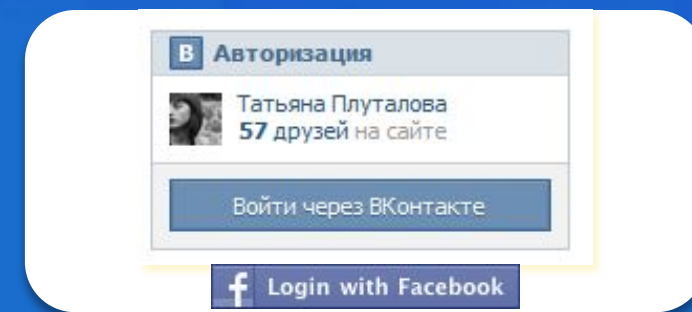 В Авторизация
Татьяна Плуталова
57 друзей на сайте
Войти через ВКонтакте
f Login with Facebook